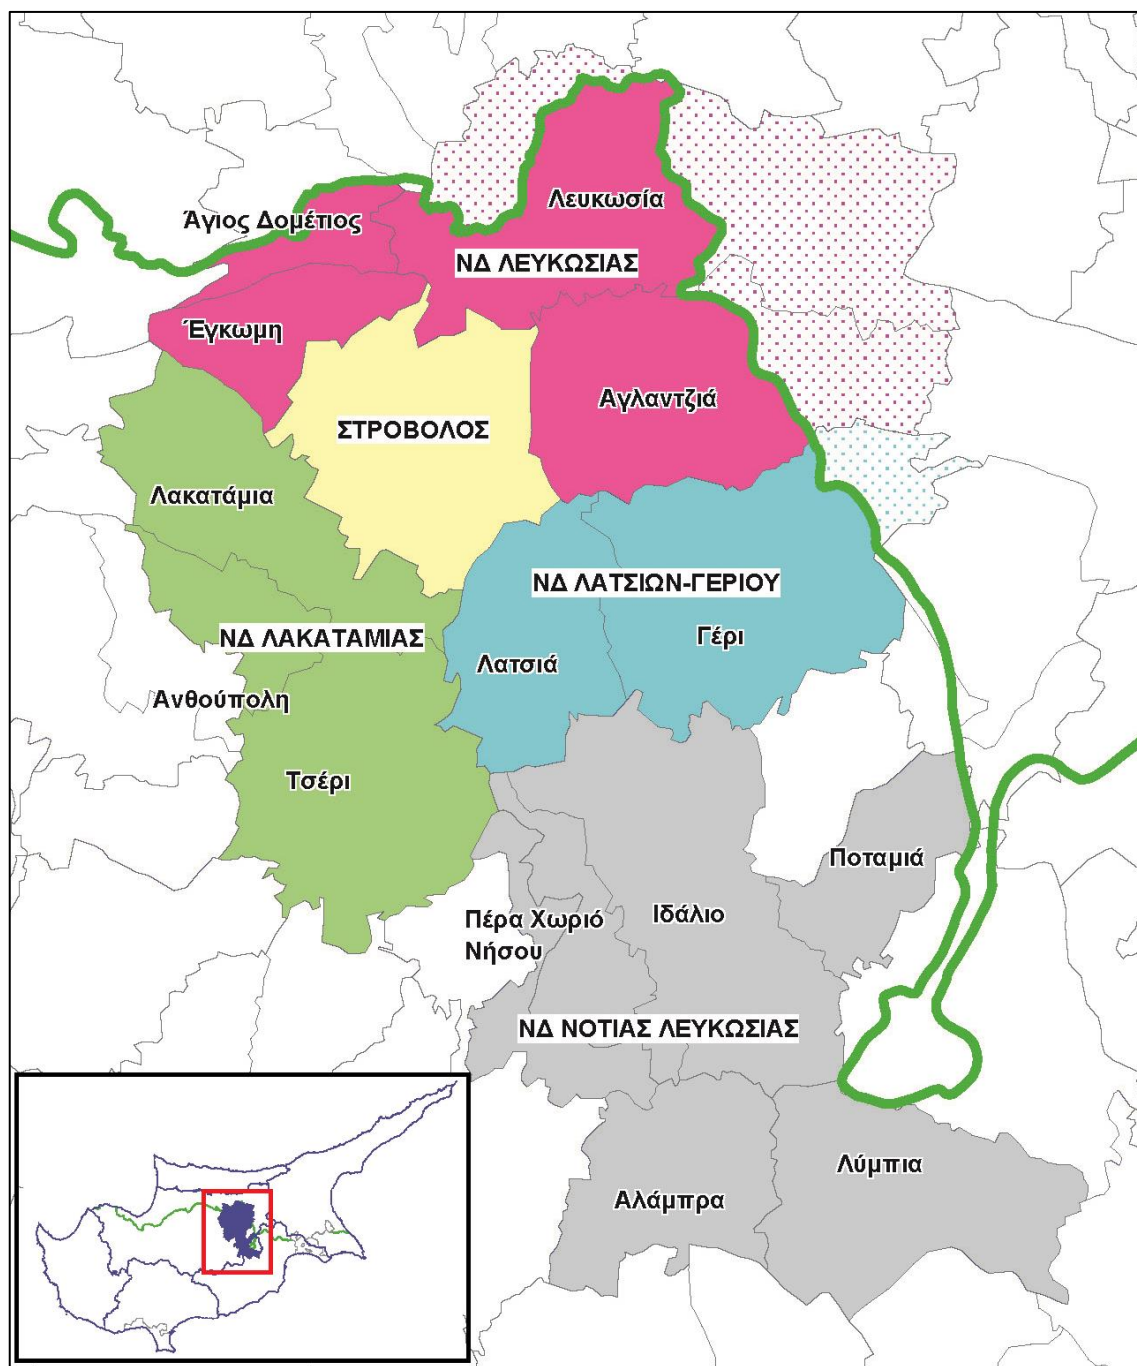 Λευκωσία
Άγιος Δομέτιος
ΝΔ ΛΕΥΚΩΣΙΑΣ
Έγκωμη
Αγλαντζιά
ΣΤΡΟΒΟΛΟΣ
Λακατάμια
ΝΔ ΛΑΤΣΙΩΝ-ΓΕΡΙΟΥ
ΝΔ ΛΑΚΑΤΑΜΙΑΣ
Γέρι
Λατσιά
Ανθούπολη
Τσέρι
Ποταμιά
Πέρα Χωριό
Νήσου
Ιδάλιο
ΝΔ ΝΟΤΙΑΣ ΛΕΥΚΩΣΙΑΣ
Λύμπια
Αλάμπρα